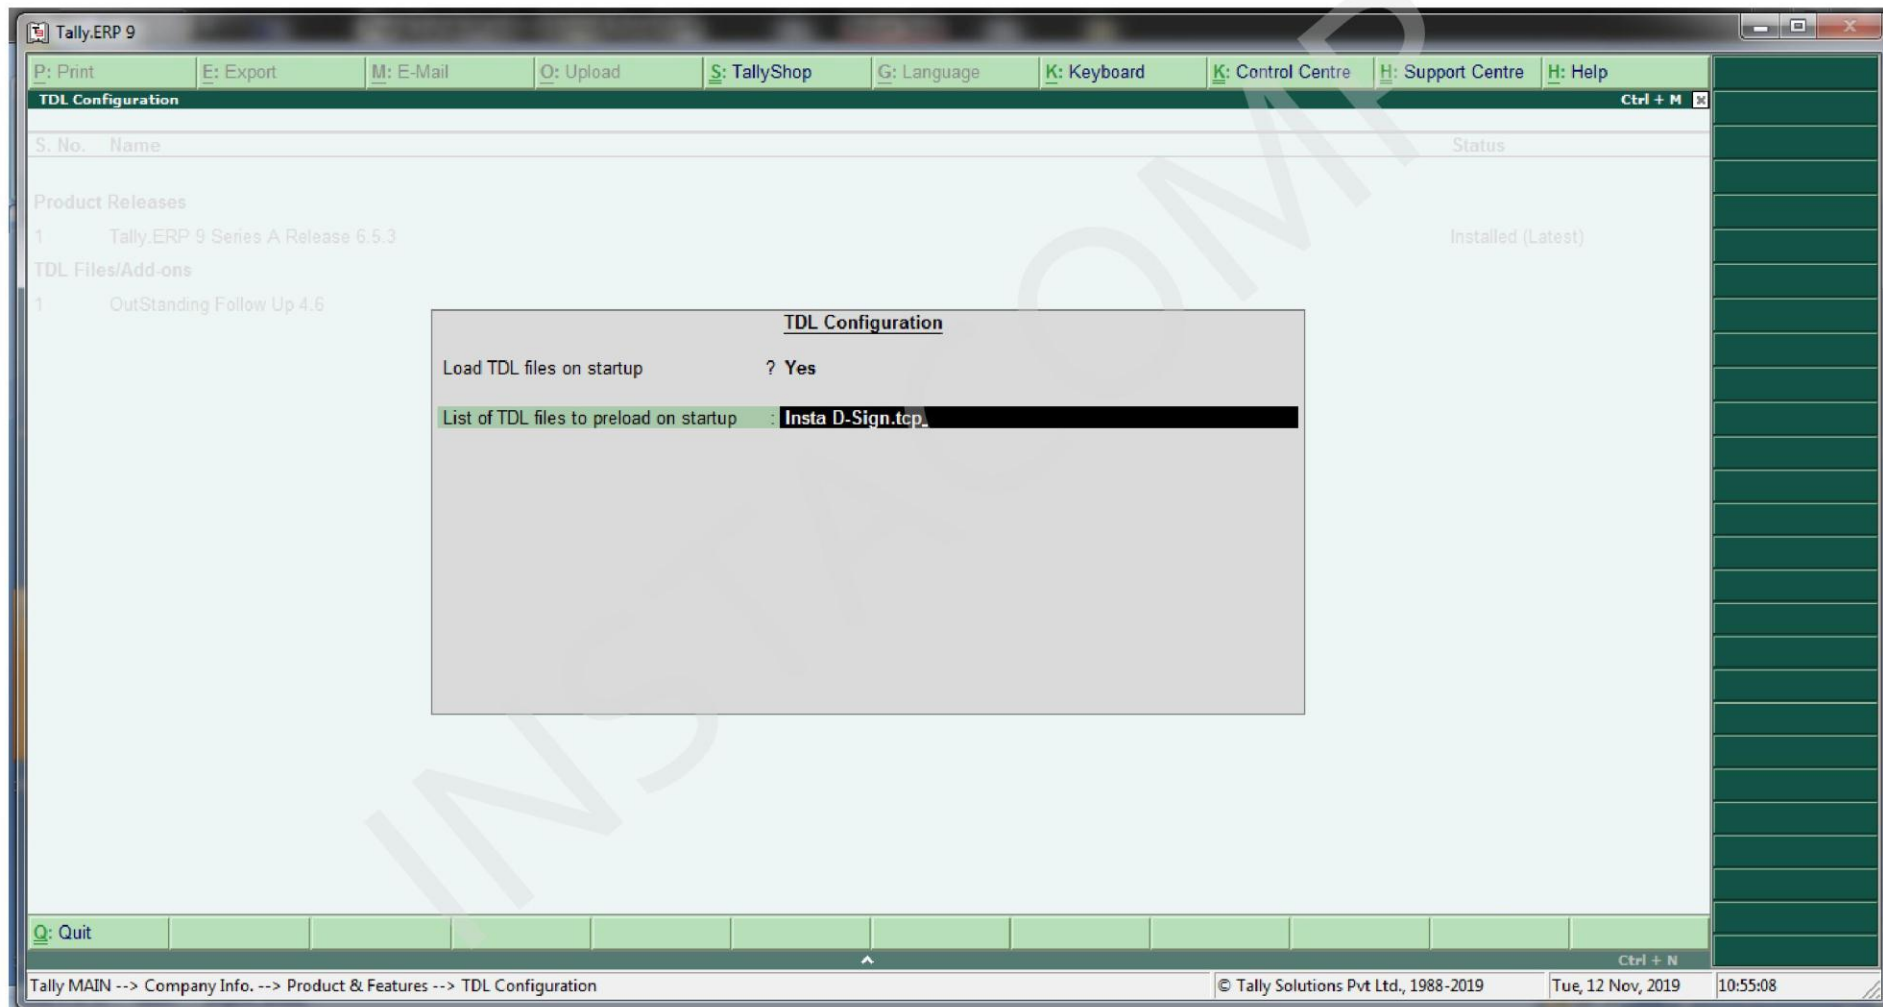 Tally.ERP 9
P: Print E: Export M: E-Mail O: Upload S: TallyShop G: Language K: Keyboard K: Control Centre H: Support Centre H: Help
TDL Configuration Ctrl + M
S. No. Name Status
Product Releases
1 Tally.ERP 9 Series A Release 6.5.3 Installed (Latest)
TDL Files/Add-ons
1 OutStanding Follow Up 4.6
TDL Configuration
Load TDL files on startup ? Yes
List of TDL files to preload on startup : Insta D-Sign.tcp_
INSTACOMP
Q: Quit
Ctrl + N
Tally MAIN --> Company Info. --> Product & Features --> TDL Configuration © Tally Solutions Pvt Ltd., 1988-2019 Tue, 12 Nov, 2019 10:55:08